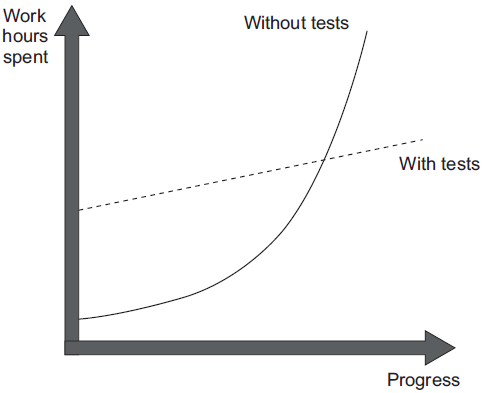 Work
hours
spent
Without tests
With tests
Progress